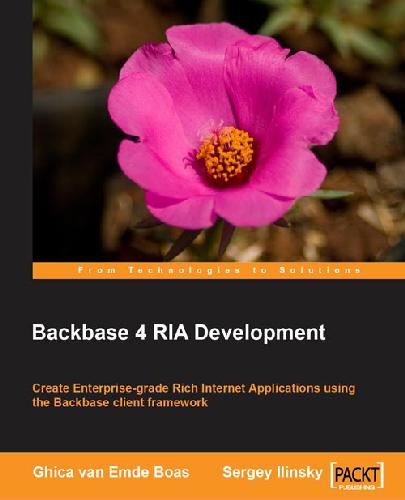 From Technologies to Solutions
Backbase 4 RIA Development
Create Enterprise-grade Rich Internet Applications using
the Backbase client framework
Ghica van Emde Boas Sergey Ilinsky
[PACKT]
PUBLISHING